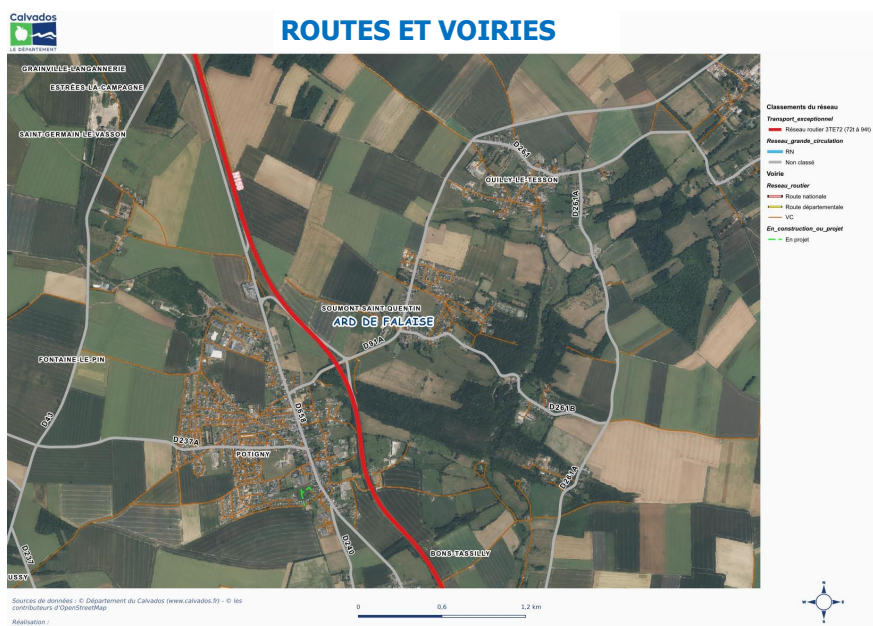 Calvados
LE DÉPARTEMENT
ROUTES ET VOIRIES
GRAINVILLE-LANGANNERIE
ESTRÉES-LA-CAMPAGNE
SAINT-GERMAIN-LE-VASSON
D261
OUILLY-LE-TESSON
N158
D261A
SOUMONT-SAINT-QUENTIN
ARD DE FALAISE
D91A
FONTAINE-LE-PIN
D43
D658
D261B
D237A
POTIGNY
D261A
D237
D240
BONS-TASSILLY
USSY
Classements du réseau
Transport_exceptionnel
Réseau routier 3TE72 (72t à 94t)
Reseau_grande_circulation
RN
Non classé
Voirie
Reseau_routier
Route nationale
Route départementale
VC
En_construction_ou_projet
En projet
Sources de données : © Département du Calvados (www.calvados.fr) - © les
contributeurs d'OpenStreetMap
Réalisation :
0 0,6 1,2 km